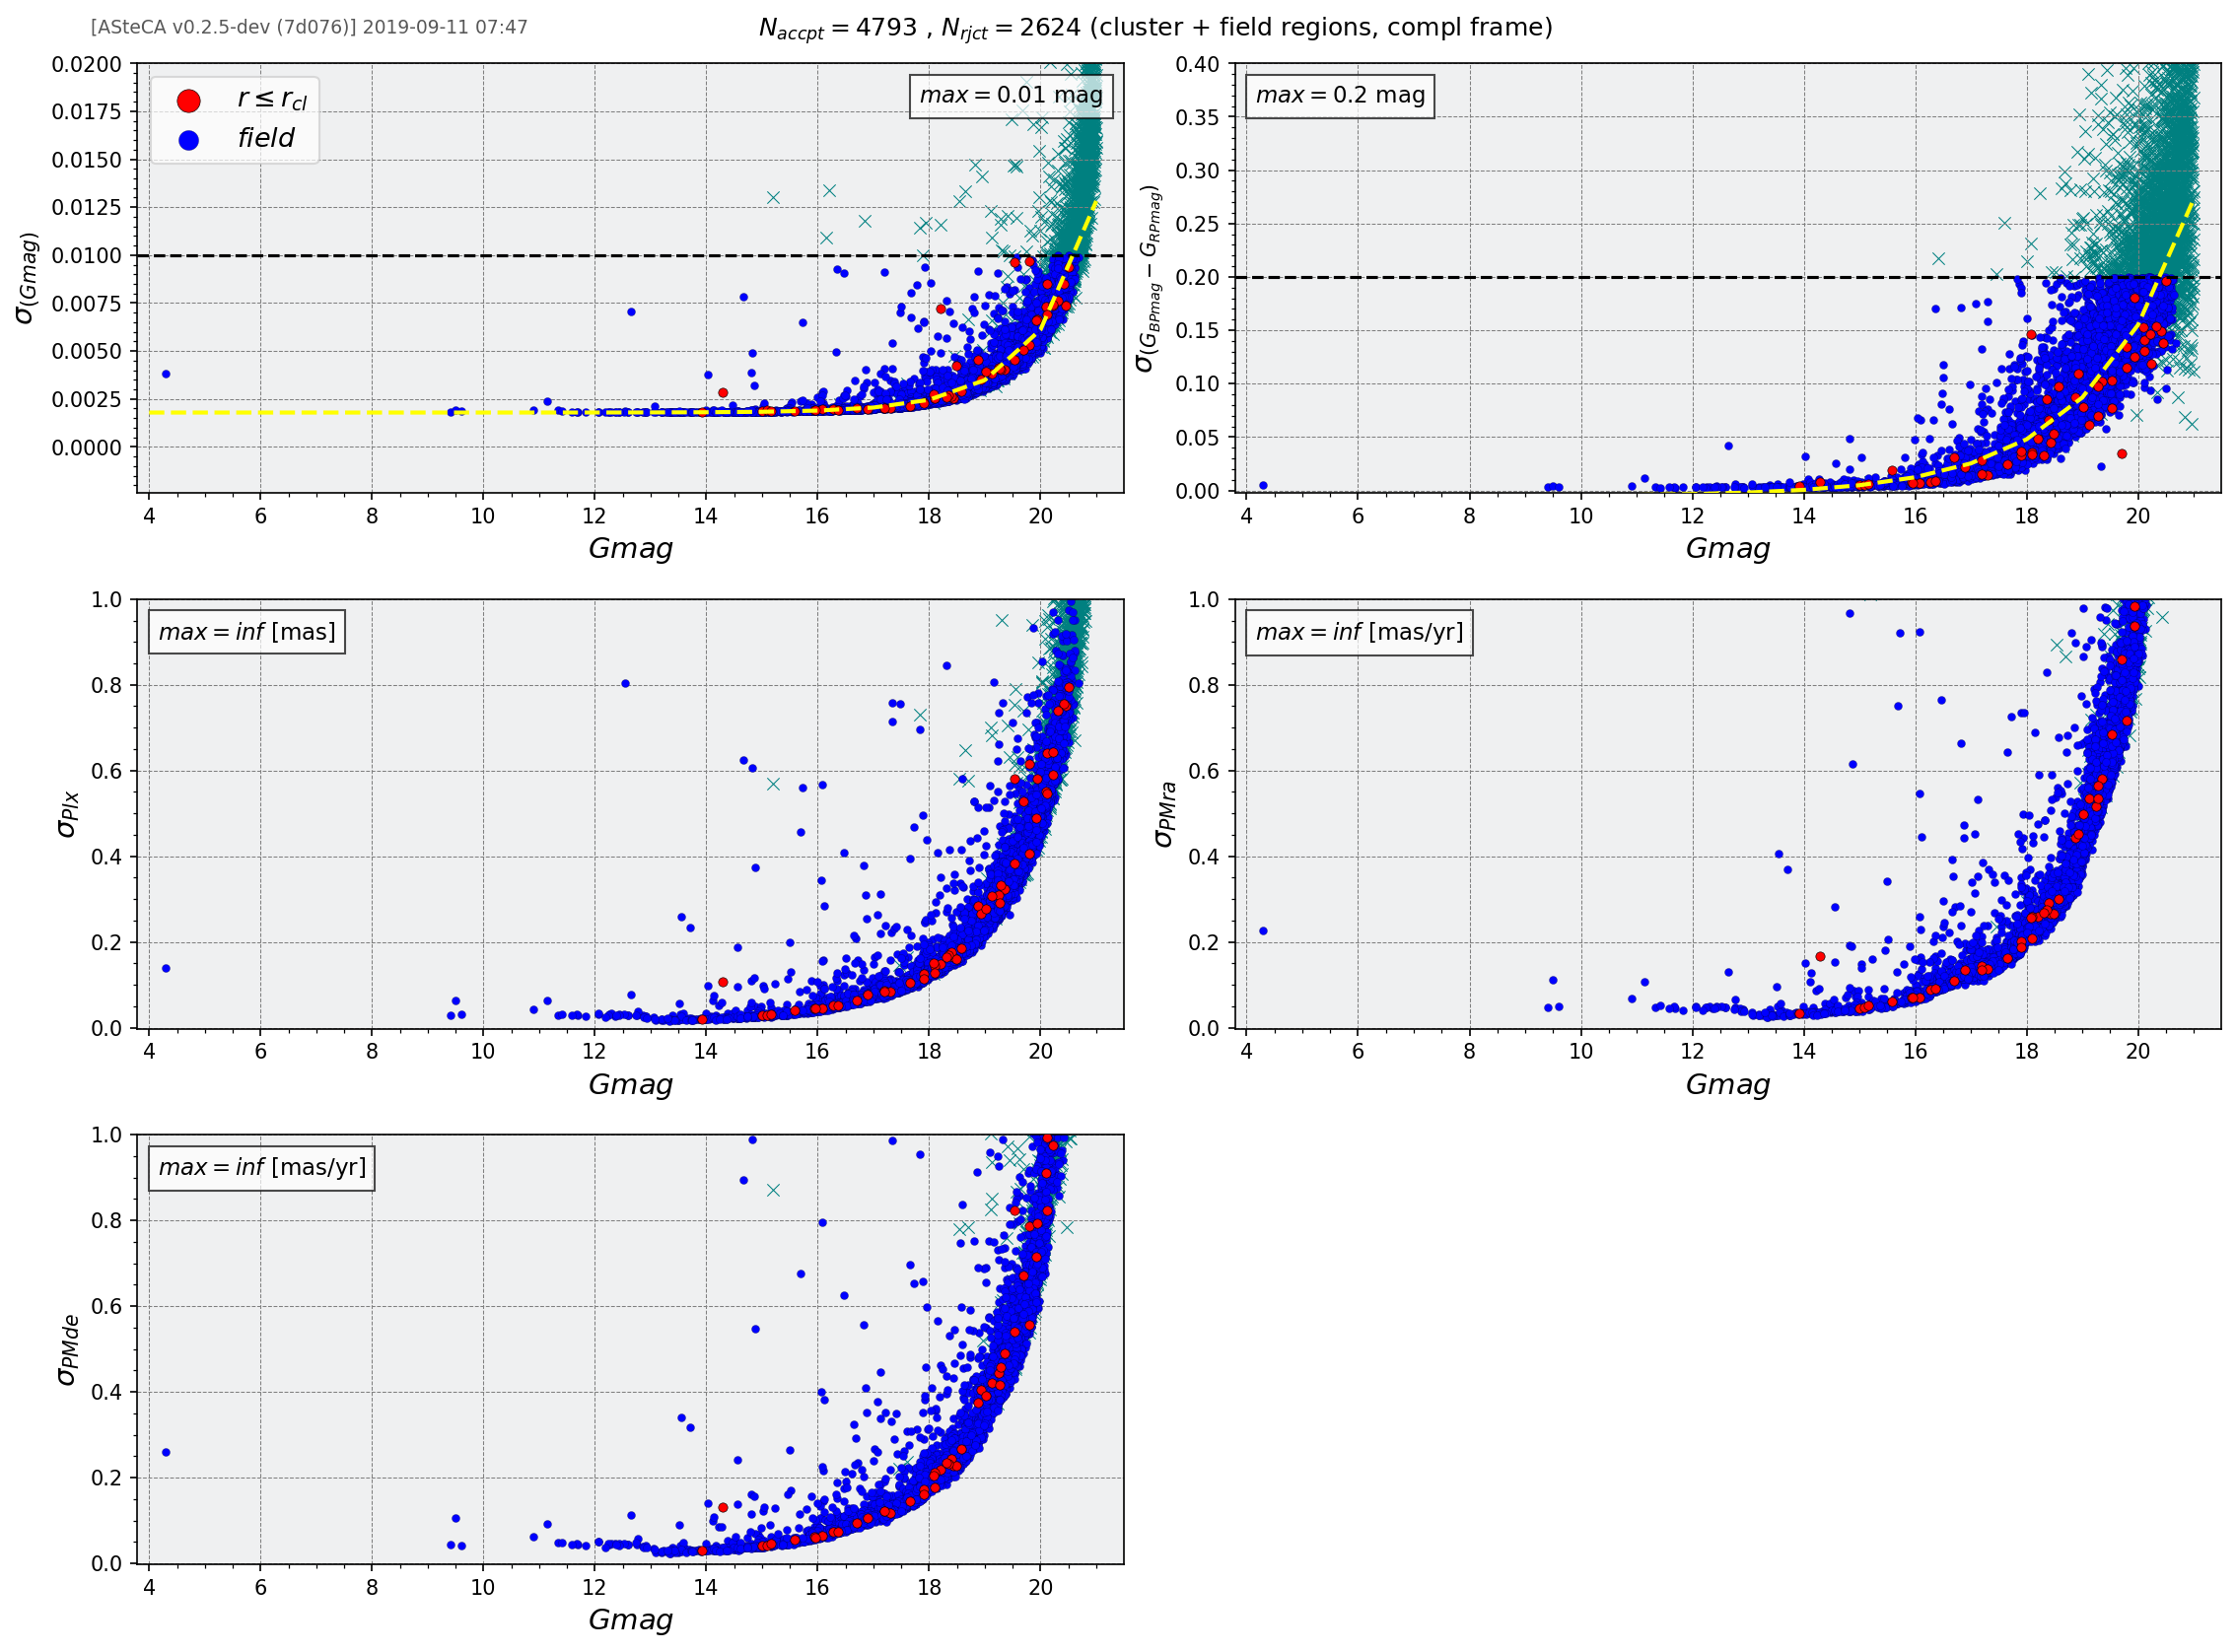 [ASteCA v0.2.5-dev (7d076)] 2019-09-11 07:47
N_accpt = 4793 , N_rjct = 2624 (cluster + field regions, compl frame)
0.0200
0.0175
0.0150
0.0125
0.0100
0.0075
0.0050
0.0025
0.0000
σ(Gmag)
r ≤ r_cl
field
max = 0.01 mag
4 6 8 10 12 14 16 18 20
Gmag
0.40
0.35
0.30
0.25
0.20
0.15
0.10
0.05
0.00
σ(G_BPmag − G_RPmag)
max = 0.2 mag
4 6 8 10 12 14 16 18 20
Gmag
1.0
0.8
0.6
0.4
0.2
0.0
σ_Plx
max = inf [mas]
4 6 8 10 12 14 16 18 20
Gmag
1.0
0.8
0.6
0.4
0.2
0.0
σ_PMra
max = inf [mas/yr]
4 6 8 10 12 14 16 18 20
Gmag
1.0
0.8
0.6
0.4
0.2
0.0
σ_PMde
max = inf [mas/yr]
4 6 8 10 12 14 16 18 20
Gmag